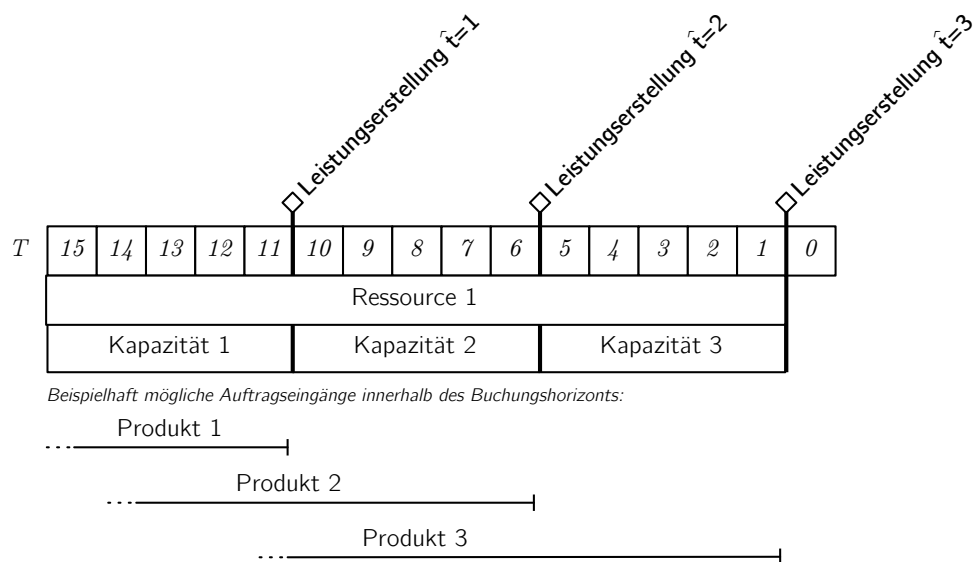 Leistungserstellung t̂=1
Leistungserstellung t̂=2
Leistungserstellung t̂=3
T 15 14 13 12 11 10 9 8 7 6 5 4 3 2 1 0
Ressource 1
Kapazität 1 Kapazität 2 Kapazität 3
Beispielhaft mögliche Auftragseingänge innerhalb des Buchungshorizonts:
Produkt 1
Produkt 2
Produkt 3